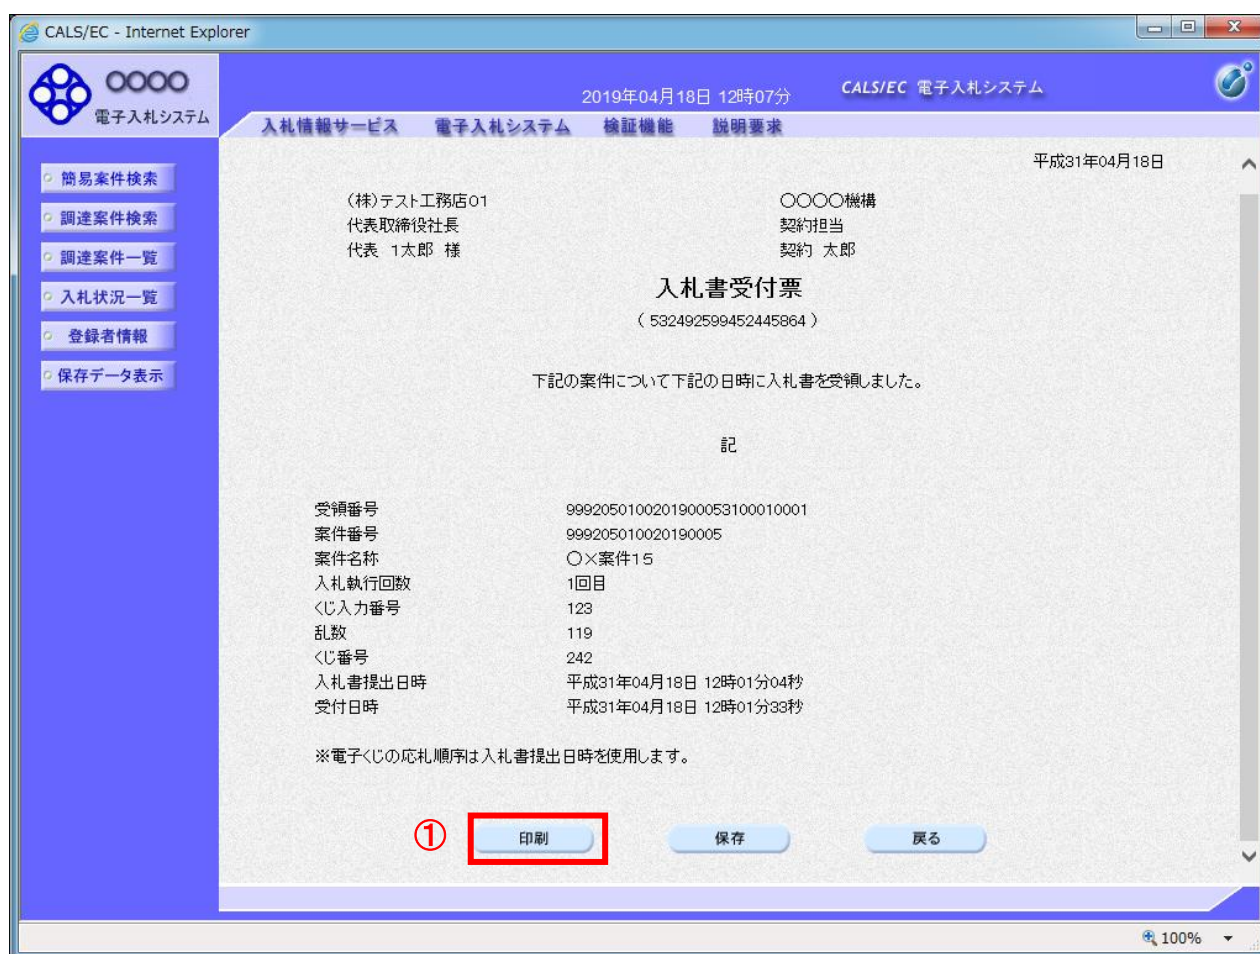 CALS/EC - Internet Explorer
〇〇〇〇
電子入札システム
2019年04月18日 12時07分
CALS/EC 電子入札システム
入札情報サービス 電子入札システム 検証機能 説明要求
簡易案件検索
調達案件検索
調達案件一覧
入札状況一覧
登録者情報
保存データ表示
平成31年04月18日
(株)テスト工務店01 〇〇〇〇機構
代表取締役社長 契約担当
代表 1太郎 様 契約 太郎
入札書受付票
( 532492599452445864 )
下記の案件について下記の日時に入札書を受領しました。
記
受領番号 99920501002019000053100010001
案件番号 999205010020190005
案件名称 〇×案件15
入札執行回数 1回目
くじ入力番号 123
乱数 119
くじ番号 242
入札書提出日時 平成31年04月18日 12時01分04秒
受付日時 平成31年04月18日 12時01分33秒
※電子くじの応札順序は入札書提出日時を使用します。
① 印刷 保存 戻る
100%